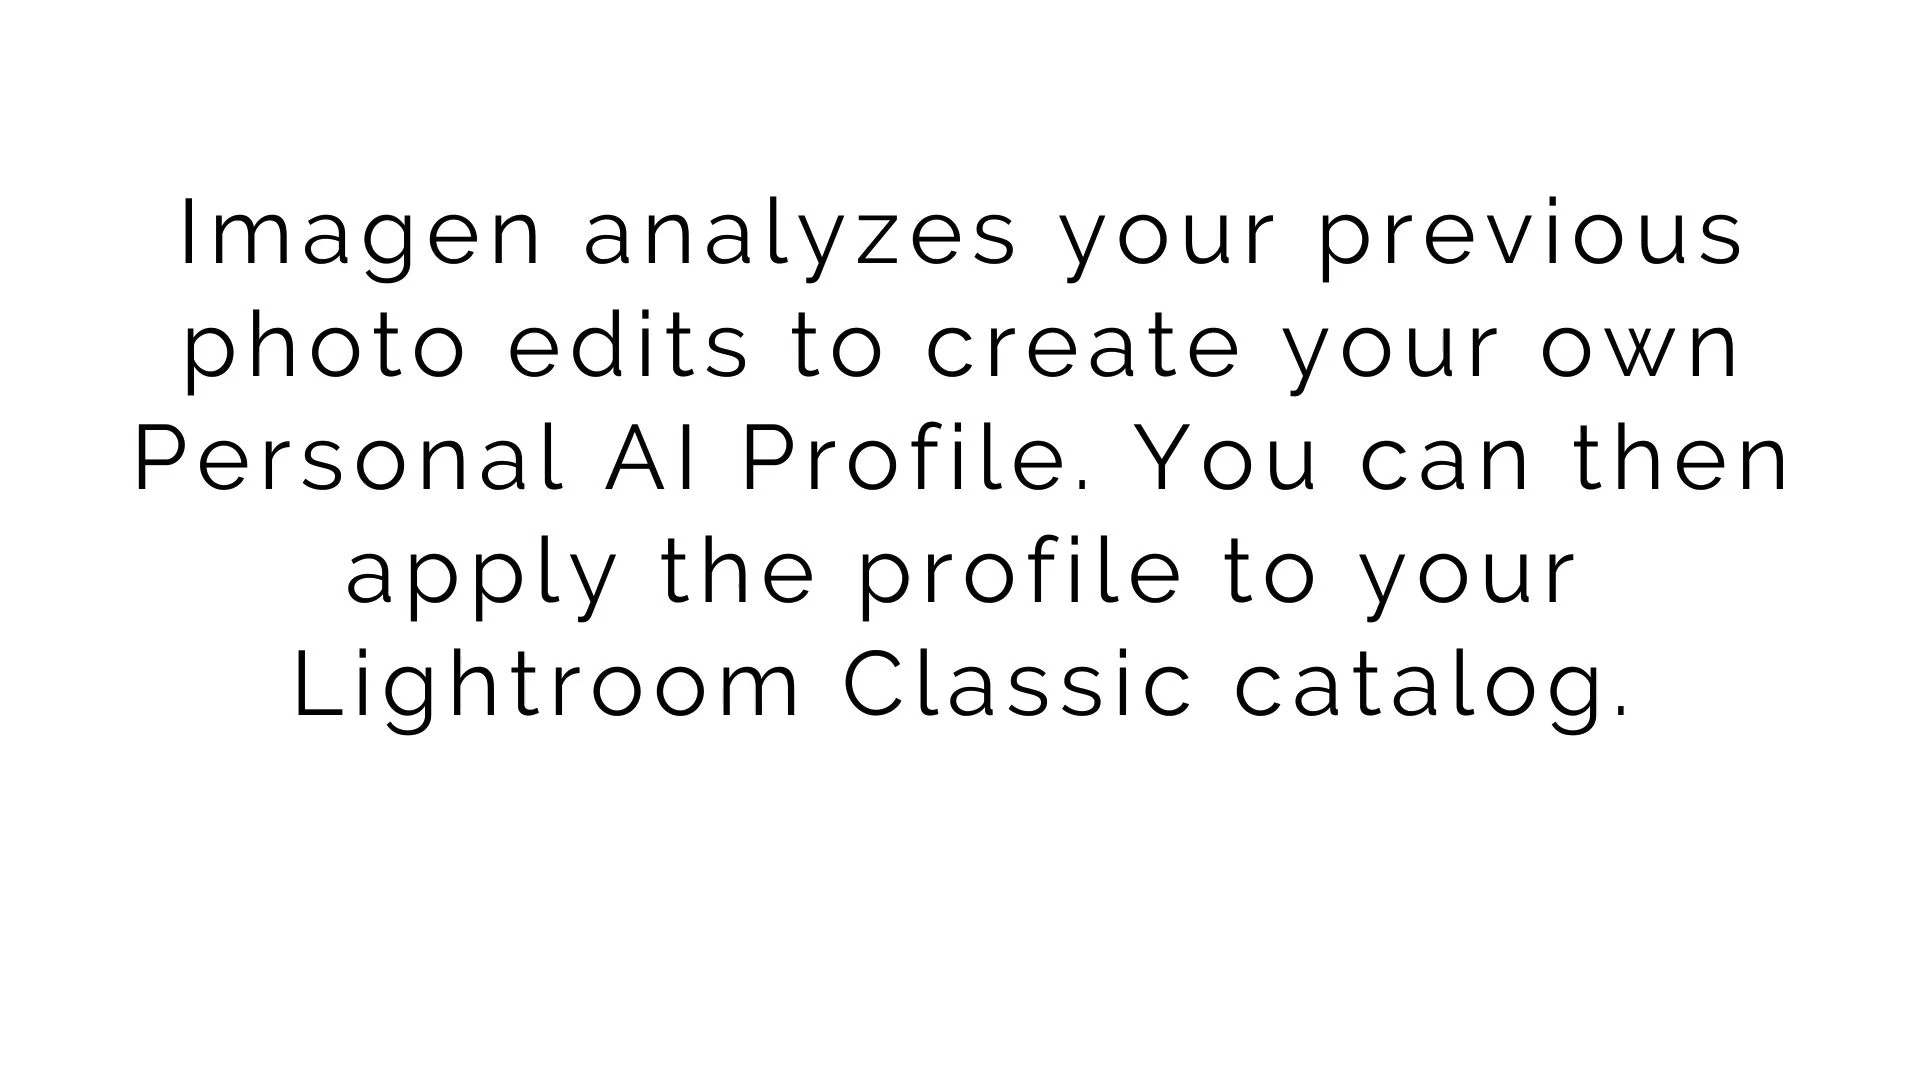 Imagen analyzes your previous
photo edits to create your own
Personal AI Profile. You can then
apply the profile to your
Lightroom Classic catalog.